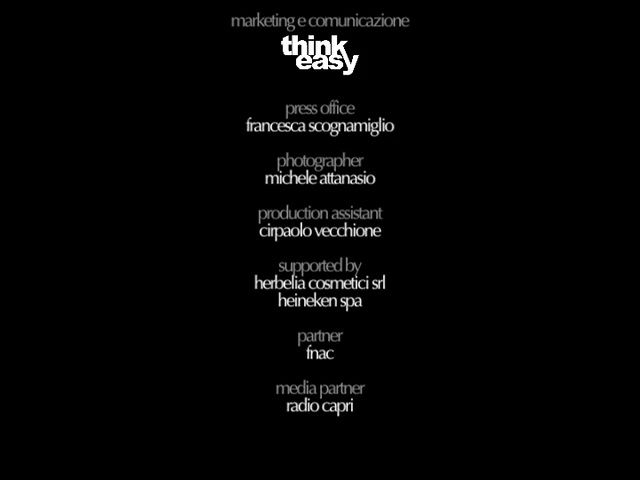 marketing e comunicazione
think
easy
press office
francesca scognamiglio
photographer
michele attanasio
production assistant
cirpaolo vecchione
supported by
herbelia cosmetici srl
heineken spa
partner
fnac
media partner
radio capri